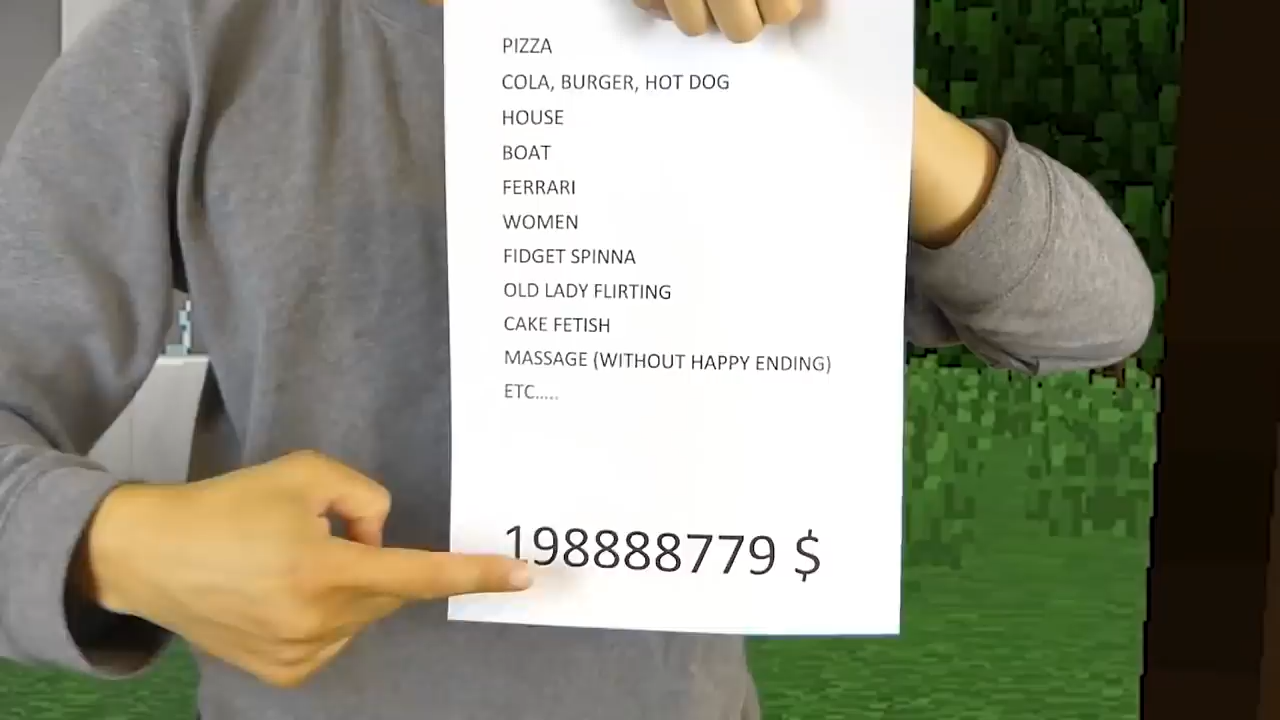 PIZZA
COLA, BURGER, HOT DOG
HOUSE
BOAT
FERRARI
WOMEN
FIDGET SPINNA
OLD LADY FLIRTING
CAKE FETISH
MASSAGE (WITHOUT HAPPY ENDING)
ETC.....
198888779 $